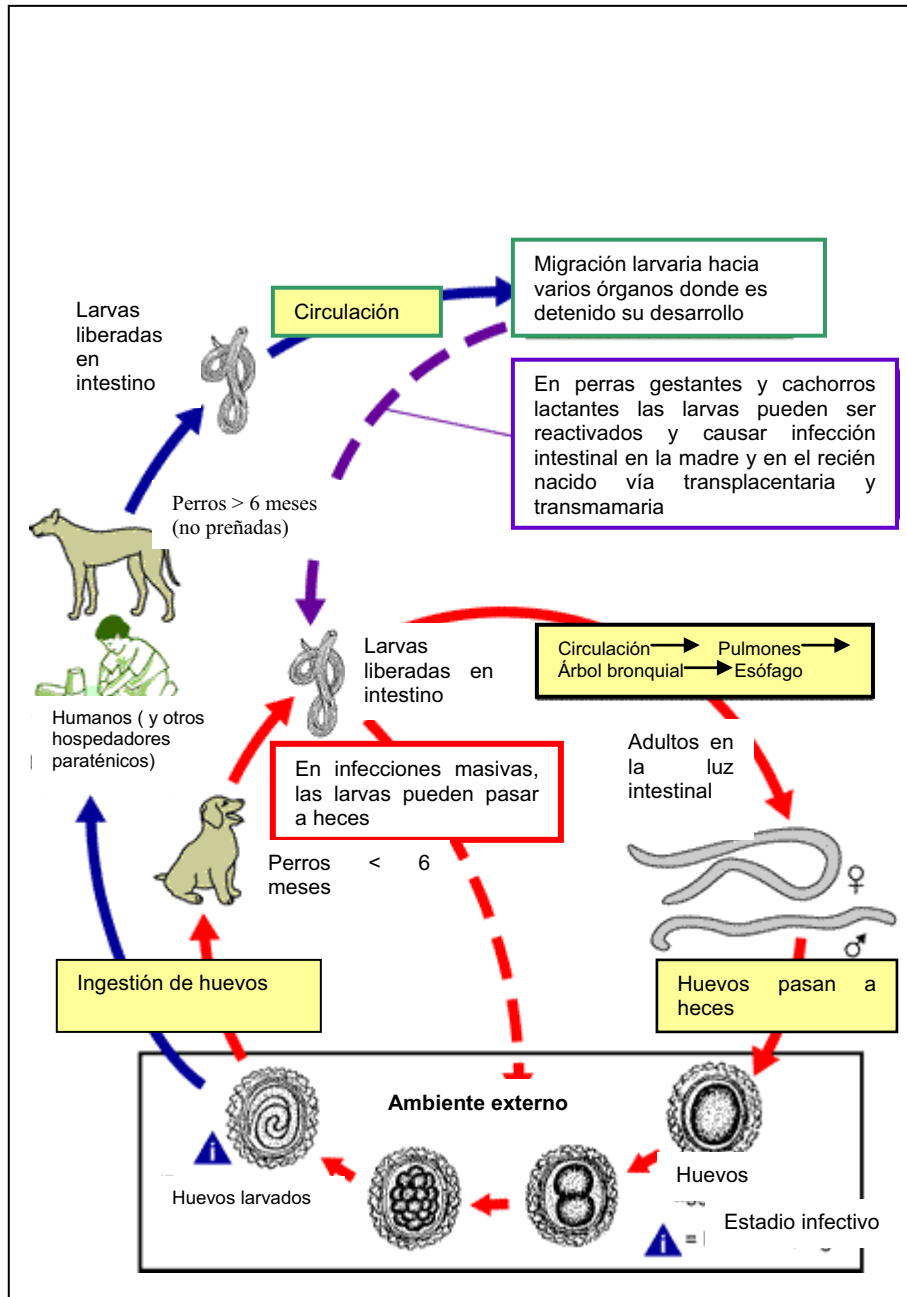 Migración larvaria hacia
varios órganos donde es
detenido su desarrollo
Circulación
Larvas
liberadas
en
intestino
En perras gestantes y cachorros
lactantes las larvas pueden ser
reactivados y causar infección
intestinal en la madre y en el recién
nacido vía transplacentaria y
transmamaria
Perros > 6 meses
(no preñadas)
Larvas
liberadas en
intestino
Circulación Pulmones
Árbol bronquial Esófago
Humanos ( y otros
hospedadores
paraténicos)
Adultos en
la luz
intestinal
En infecciones masivas,
las larvas pueden pasar
a heces
Perros < 6
meses
♀
♂
Ingestión de huevos
Huevos pasan a
heces
Ambiente externo
i
Huevos larvados
Huevos
Estadio infectivo
i =